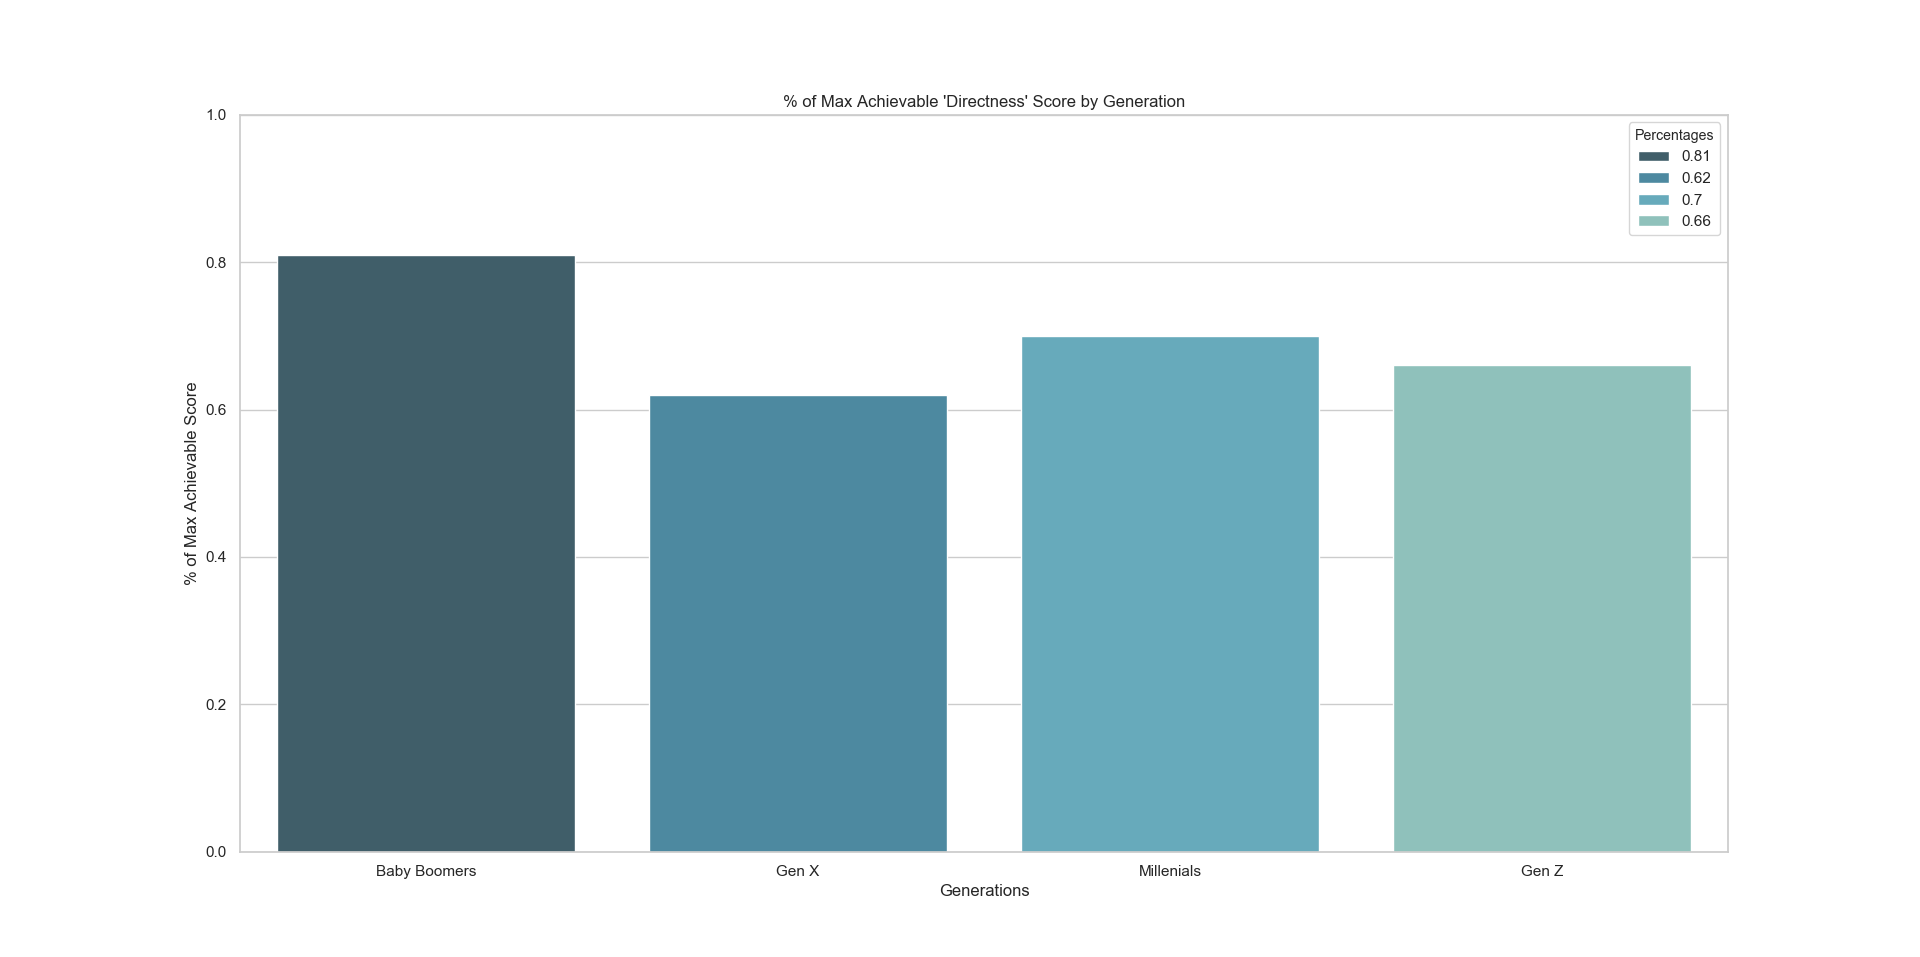 % of Max Achievable 'Directness' Score by Generation
1.0
0.8
0.6
0.4
0.2
0.0
% of Max Achievable Score
Percentages
0.81
0.62
0.7
0.66
Baby Boomers
Gen X
Millenials
Gen Z
Generations